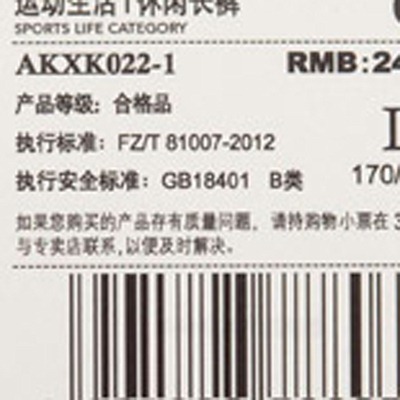 运动生活 | 休闲长裤
SPORTS LIFE CATEGORY
AKXK022-1 RMB:24
产品等级：合格品
执行标准：FZ/T 81007-2012
执行安全标准：GB18401 B类 170/
如果您购买的产品存有质量问题，请持购物小票在 3
与专卖店联系,以便及时解决。